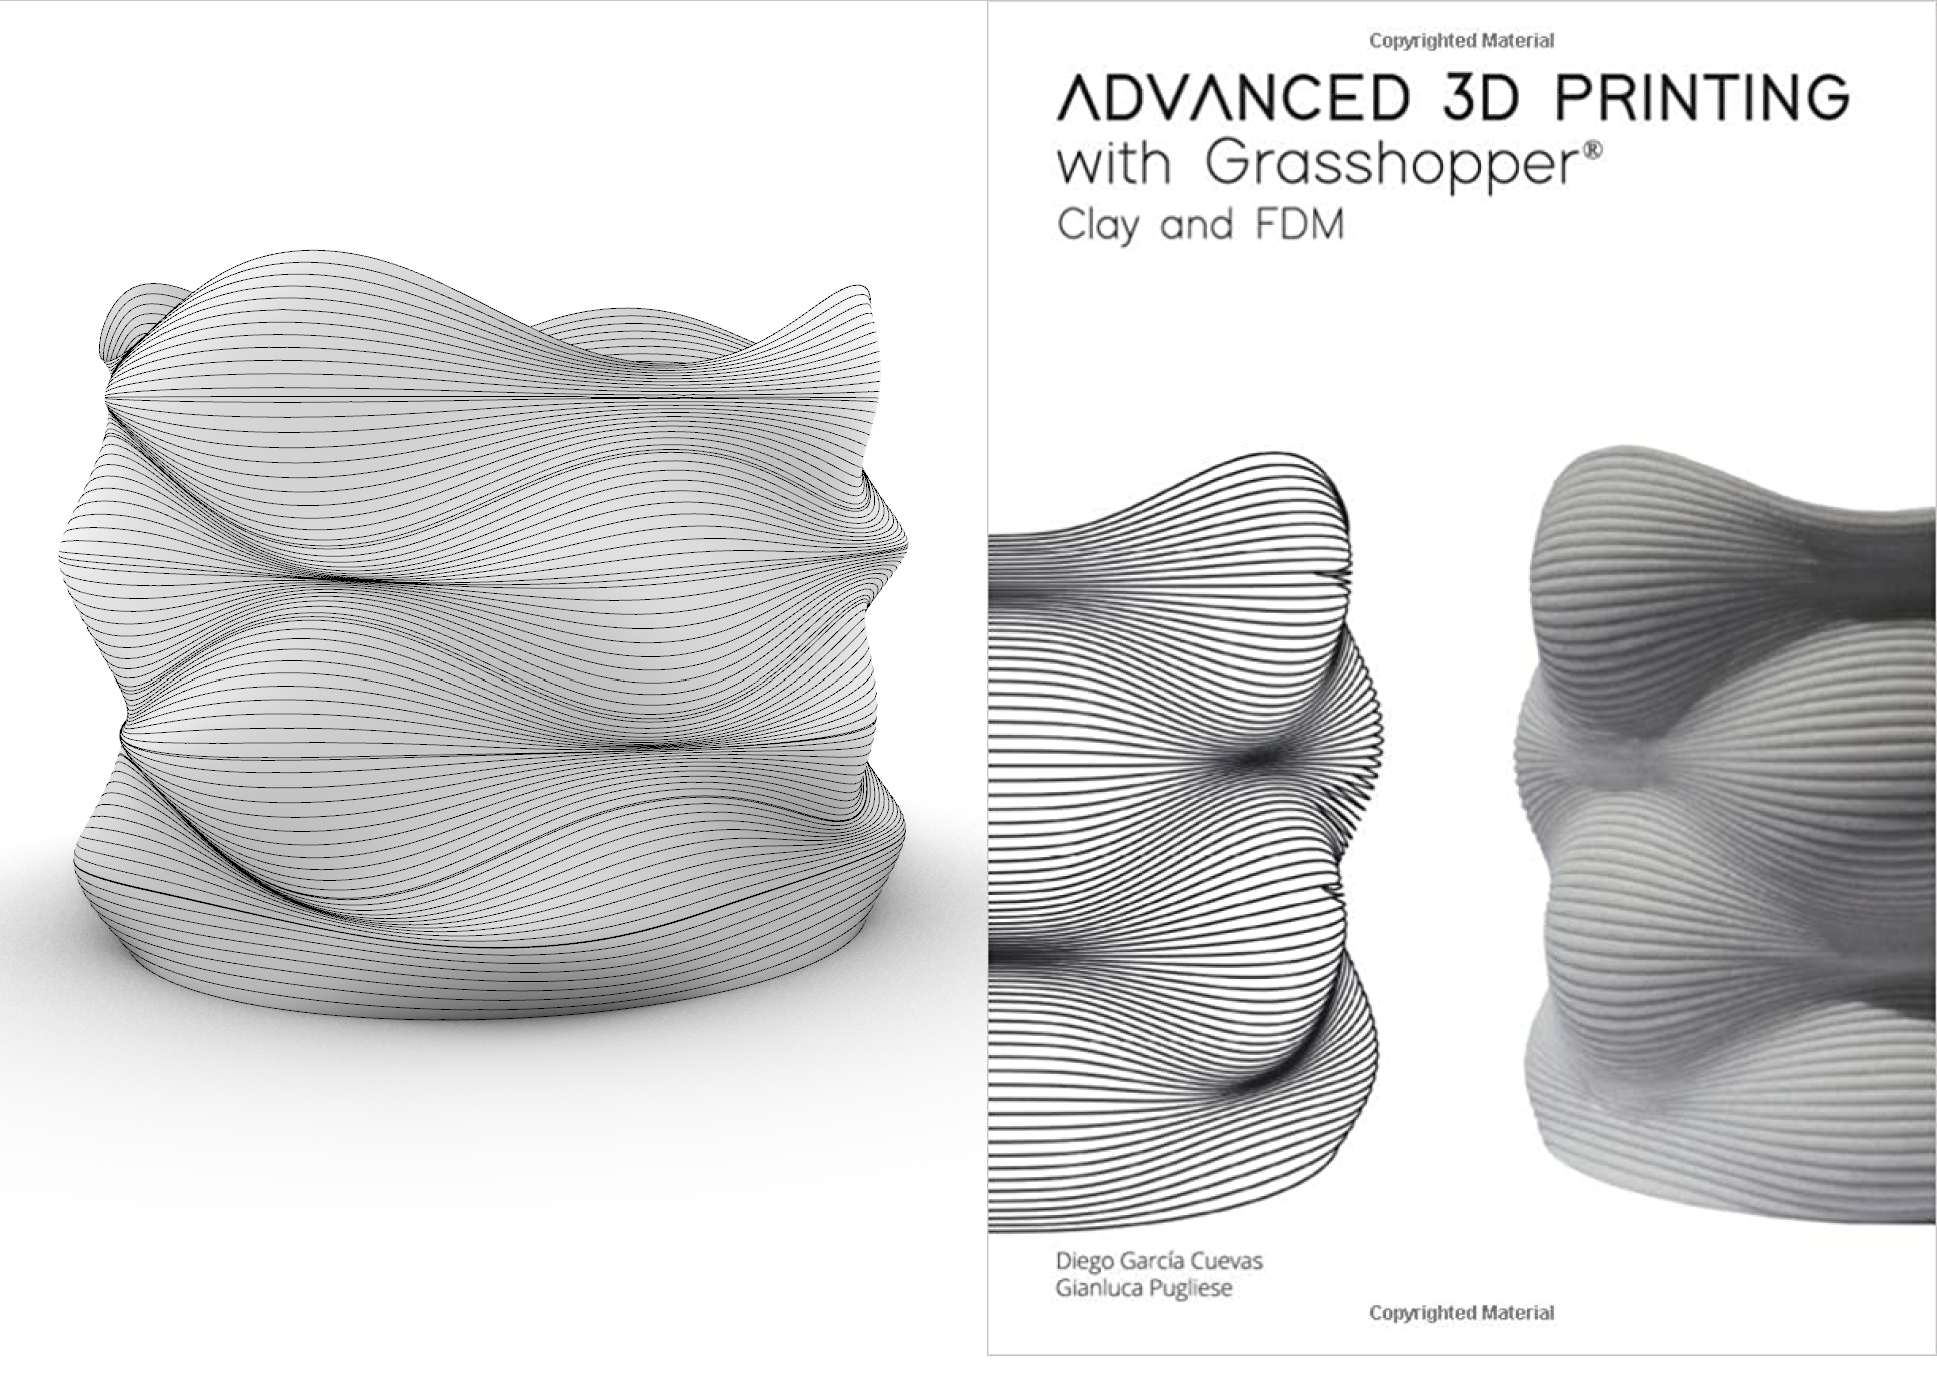 Copyrighted Material
ADVANCED 3D PRINTING
with Grasshopper®
Clay and FDM
Diego García Cuevas
Gianluca Pugliese
Copyrighted Material